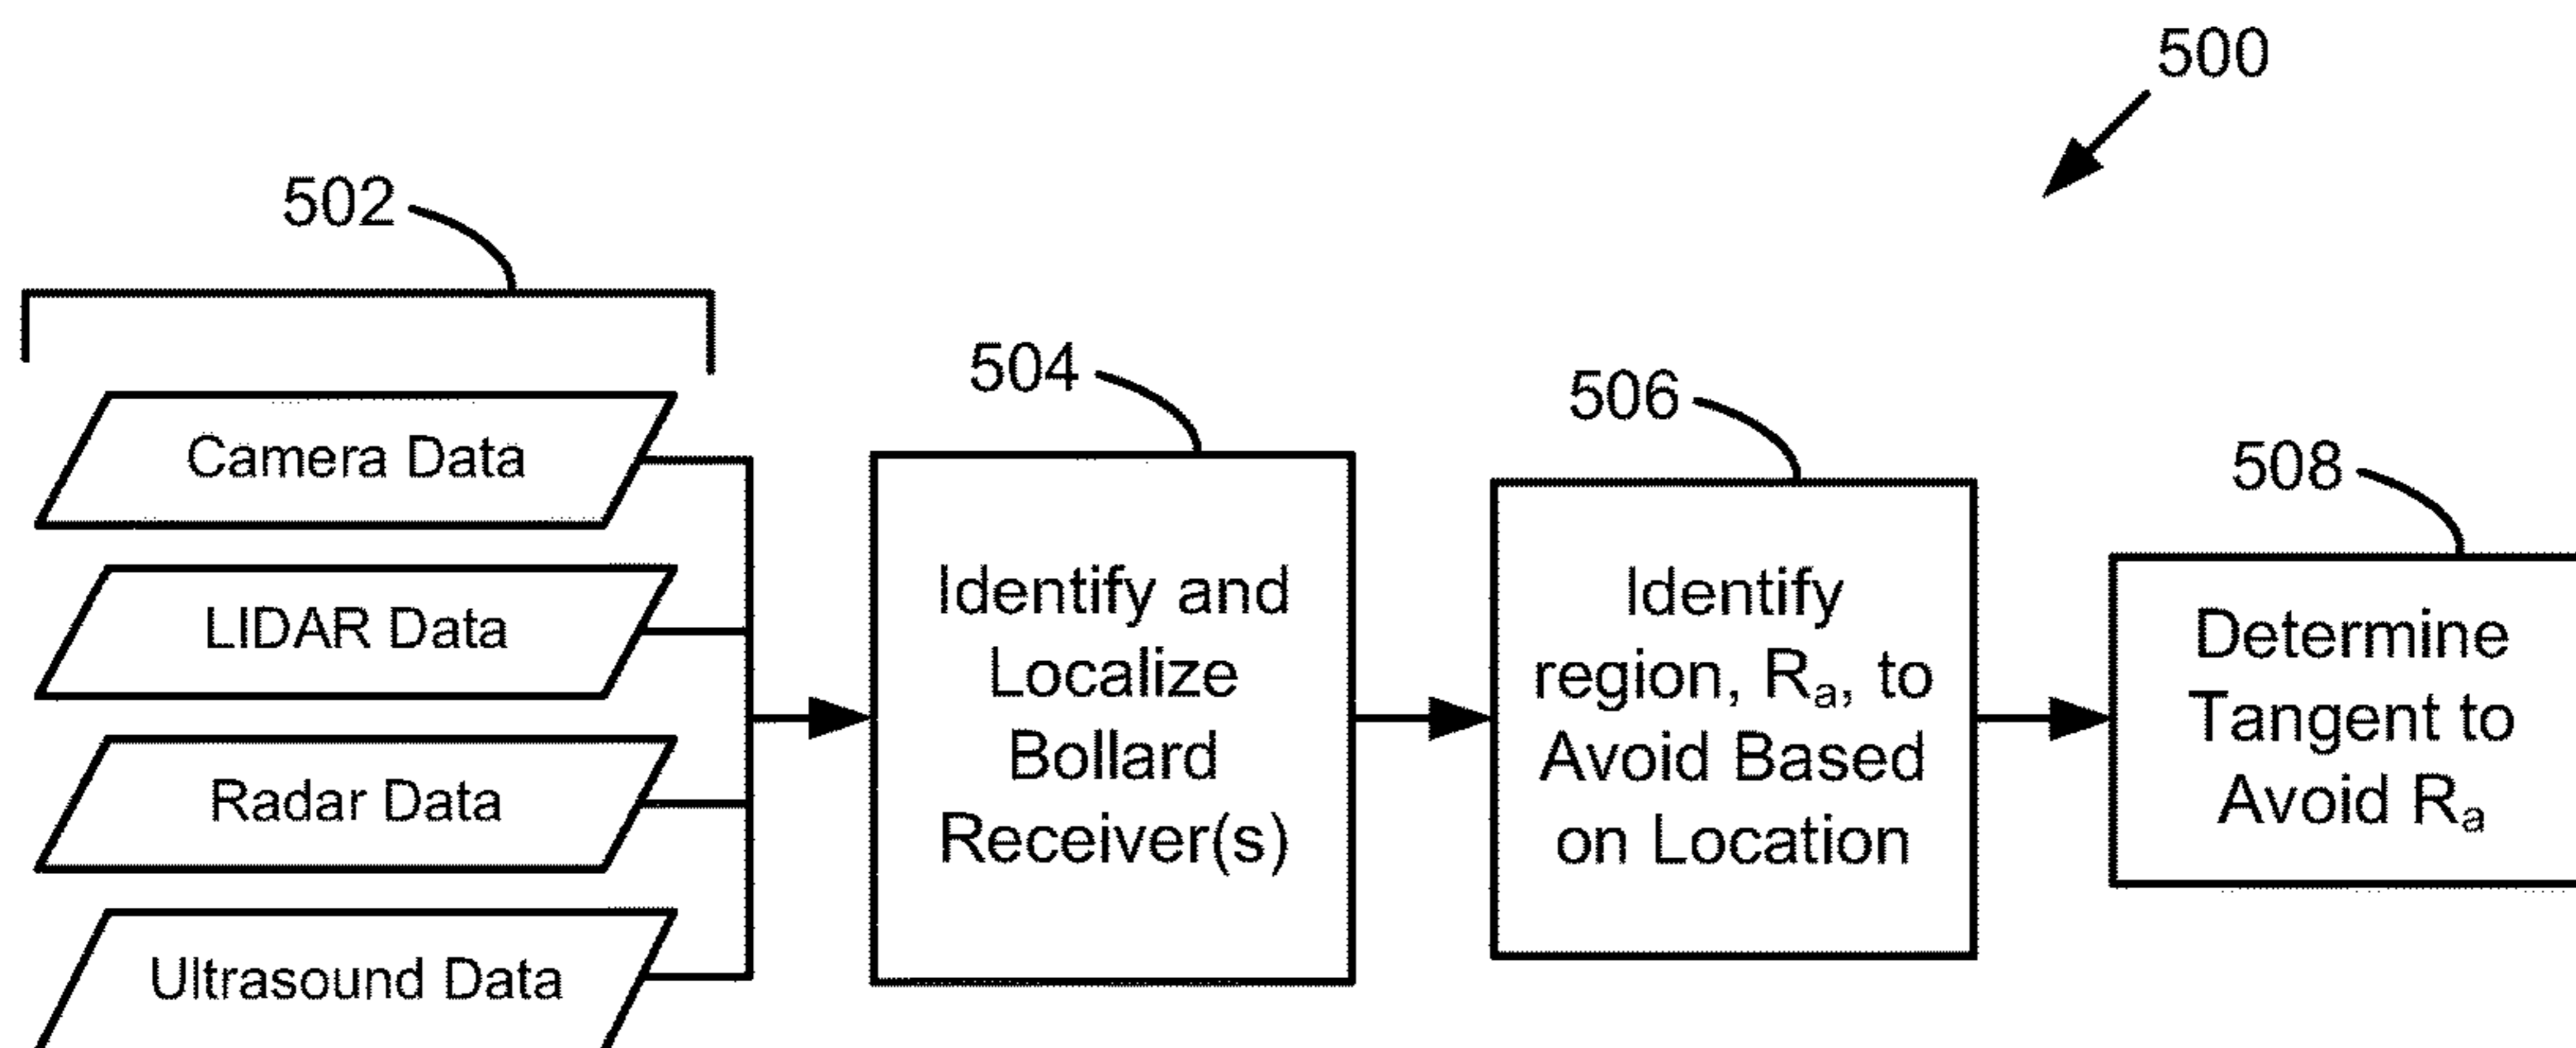 500
502
504
506
508
Camera Data
LIDAR Data
Radar Data
Ultrasound Data
Identify and
Localize
Bollard
Receiver(s)
Identify
region, Rₐ, to
Avoid Based
on Location
Determine
Tangent to
Avoid Rₐ